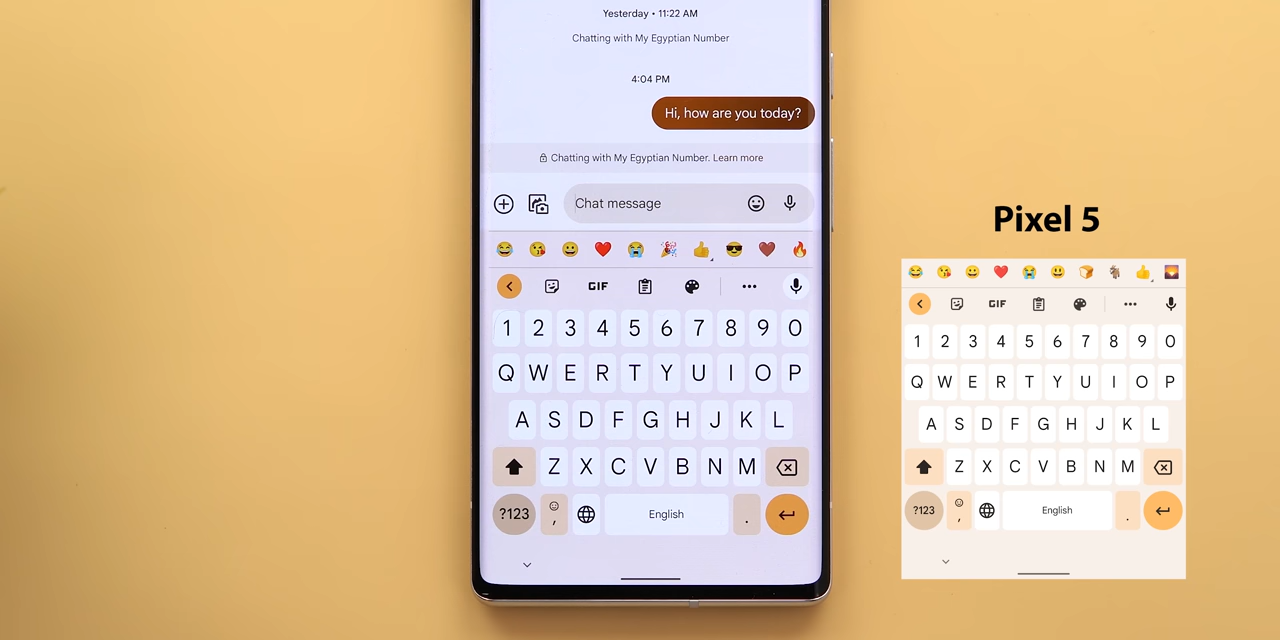 Yesterday • 11:22 AM
Chatting with My Egyptian Number
4:04 PM
Hi, how are you today?
Chatting with My Egyptian Number. Learn more
Chat message
GIF
1 2 3 4 5 6 7 8 9 0
Q W E R T Y U I O P
A S D F G H J K L
Z X C V B N M
?123 , English .
Pixel 5
GIF
1 2 3 4 5 6 7 8 9 0
Q W E R T Y U I O P
A S D F G H J K L
Z X C V B N M
?123 , English .